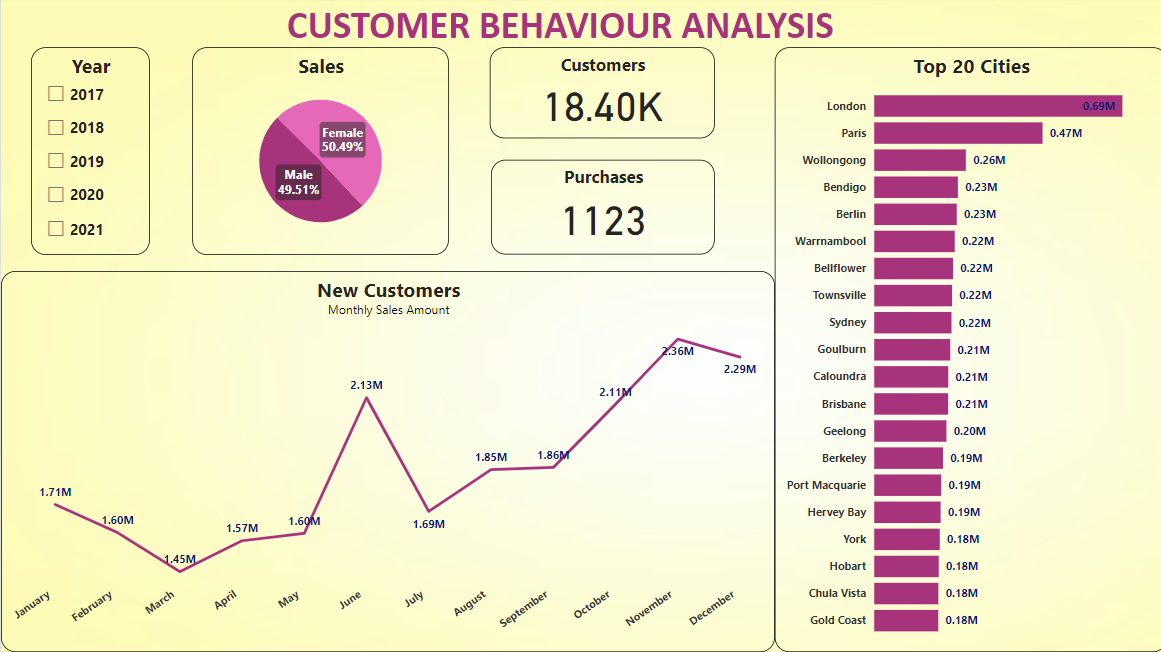 CUSTOMER BEHAVIOUR ANALYSIS
Year
2017
2018
2019
2020
2021
Sales
Female
50.49%
Male
49.51%
Customers
18.40K
Purchases
1123
New Customers
Monthly Sales Amount
1.71M
1.60M
1.45M
1.57M
1.60M
2.13M
1.69M
1.85M
1.86M
2.11M
2.36M
2.29M
January
February
March
April
May
June
July
August
September
October
November
December
Top 20 Cities
London 0.69M
Paris 0.47M
Wollongong 0.26M
Bendigo 0.23M
Berlin 0.23M
Warrnambool 0.22M
Bellflower 0.22M
Townsville 0.22M
Sydney 0.22M
Goulburn 0.21M
Caloundra 0.21M
Brisbane 0.21M
Geelong 0.20M
Berkeley 0.19M
Port Macquarie 0.19M
Hervey Bay 0.19M
York 0.18M
Hobart 0.18M
Chula Vista 0.18M
Gold Coast 0.18M